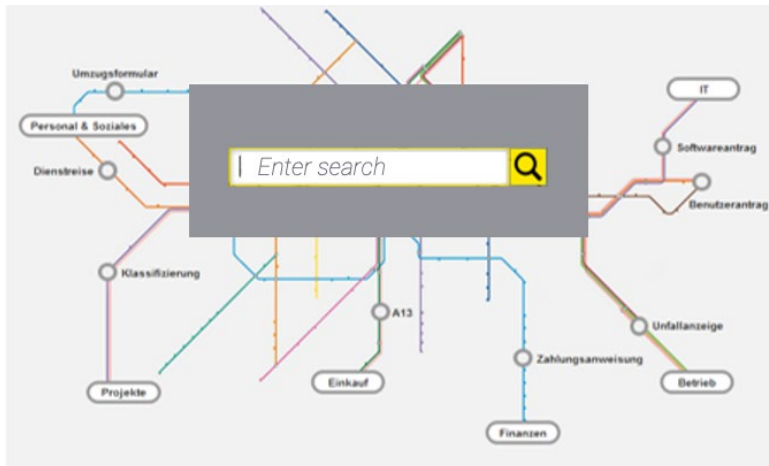 Umzugsformular
IT
Personal & Soziales
Softwareantrag
Enter search
Dienstreise
Benutzerantrag
Klassifizierung
A13
Unfallanzeige
Zahlungsanweisung
Projekte
Einkauf
Betrieb
Finanzen